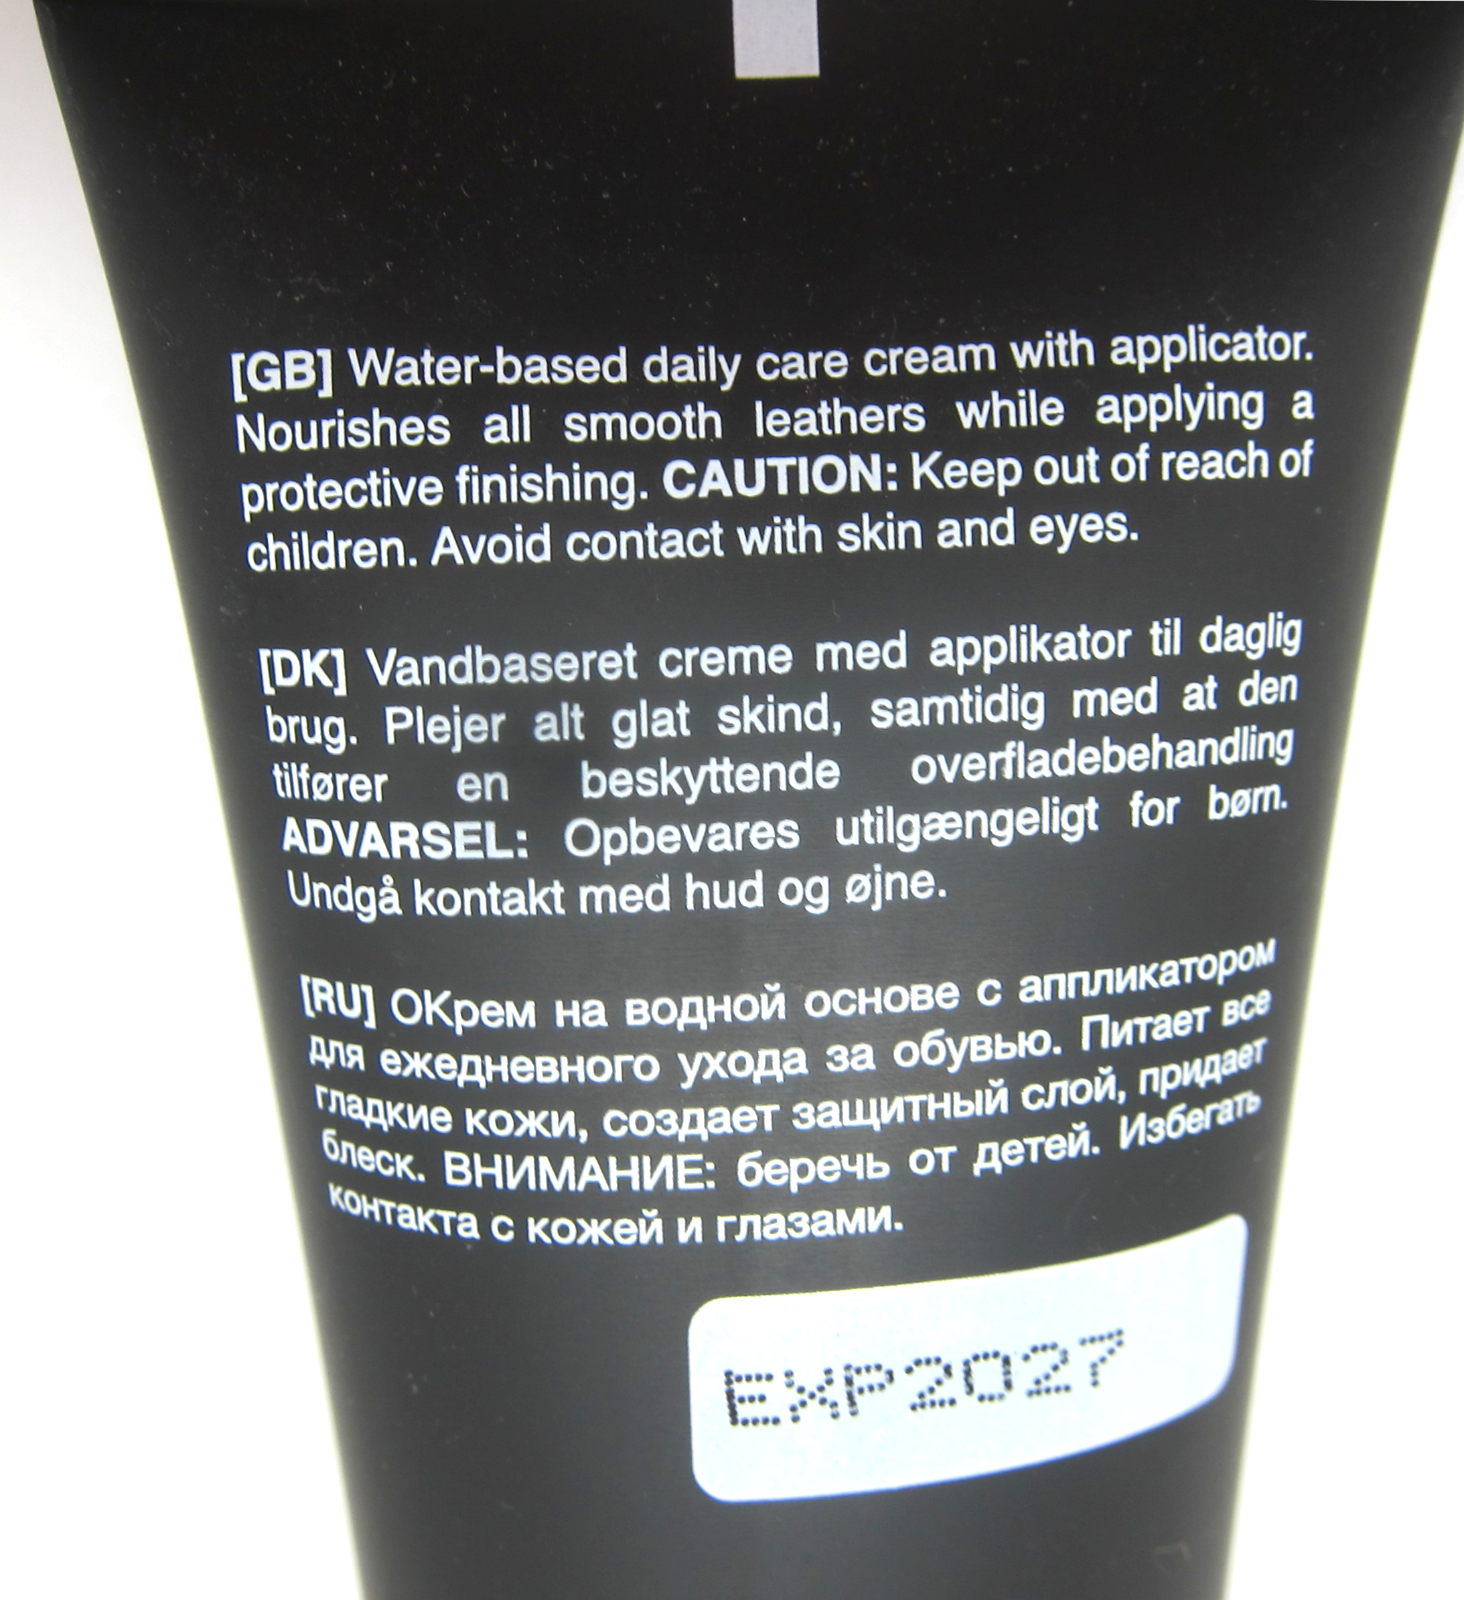 [GB] Water-based daily care cream with applicator.
Nourishes all smooth leathers while applying a
protective finishing. CAUTION: Keep out of reach of
children. Avoid contact with skin and eyes.
[DK] Vandbaseret creme med applikator til daglig
brug. Plejer alt glat skind, samtidig med at den
tilfører en beskyttende overfladebehandling
ADVARSEL: Opbevares utilgængeligt for børn.
Undgå kontakt med hud og øjne.
[RU] ОКрем на водной основе с аппликатором
для ежедневного ухода за обувью. Питает все
гладкие кожи, создает защитный слой, придает
блеск. ВНИМАНИЕ: беречь от детей. Избегать
контакта с кожей и глазами.
EXP2027